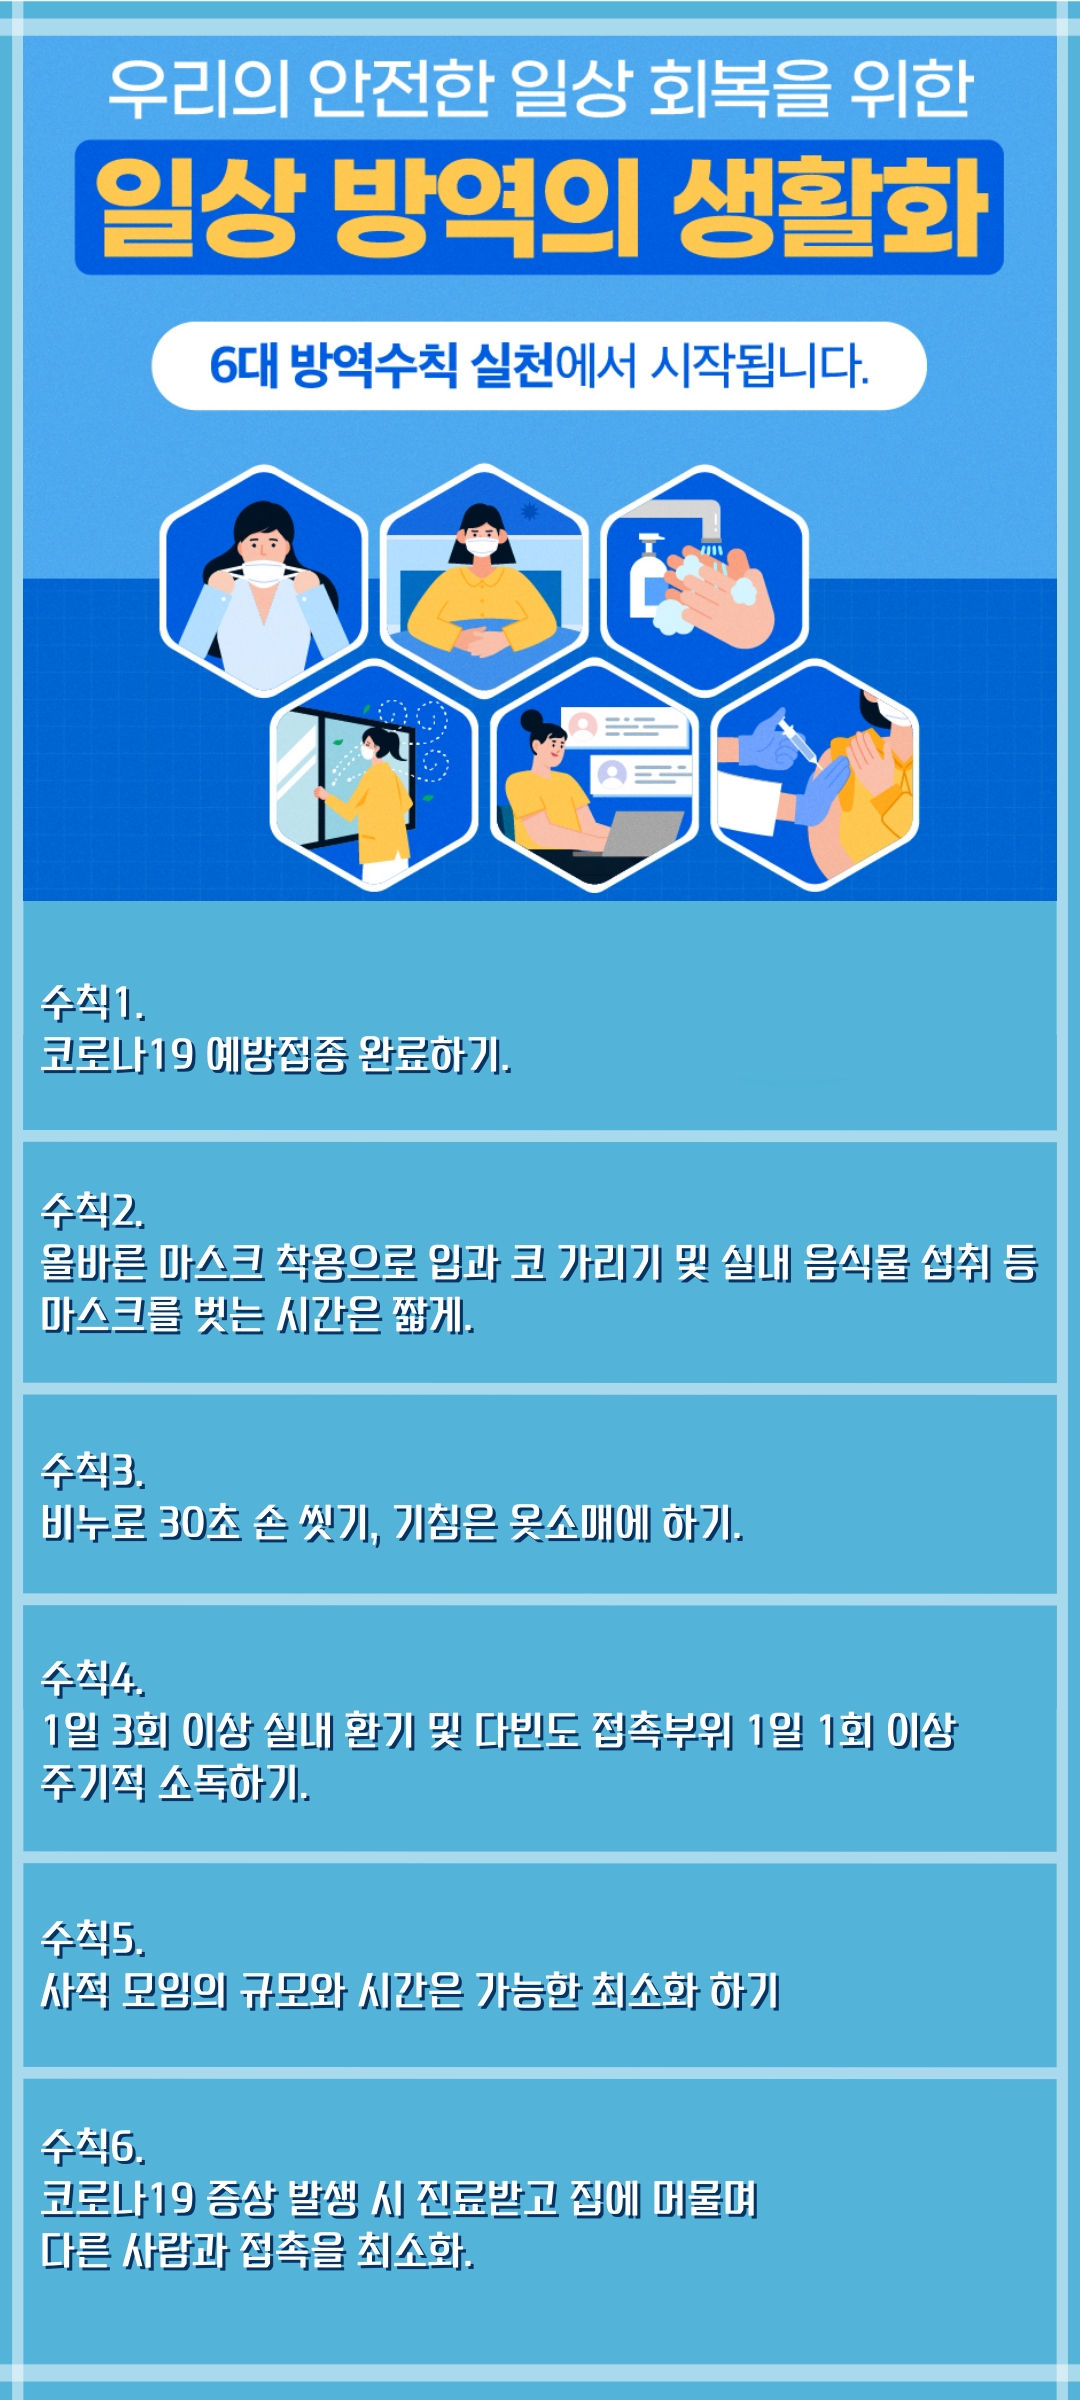 우리의 안전한 일상 회복을 위한
일상 방역의 생활화
6대 방역수칙 실천에서 시작됩니다.
수칙1.
코로나19 예방접종 완료하기.
수칙2.
올바른 마스크 착용으로 입과 코 가리기 및 실내 음식물 섭취 등
마스크를 벗는 시간은 짧게.
수칙3.
비누로 30초 손 씻기, 기침은 옷소매에 하기.
수칙4.
1일 3회 이상 실내 환기 및 다빈도 접촉부위 1일 1회 이상
주기적 소독하기.
수칙5.
사적 모임의 규모와 시간은 가능한 최소화 하기
수칙6.
코로나19 증상 발생 시 진료받고 집에 머물며
다른 사람과 접촉을 최소화.